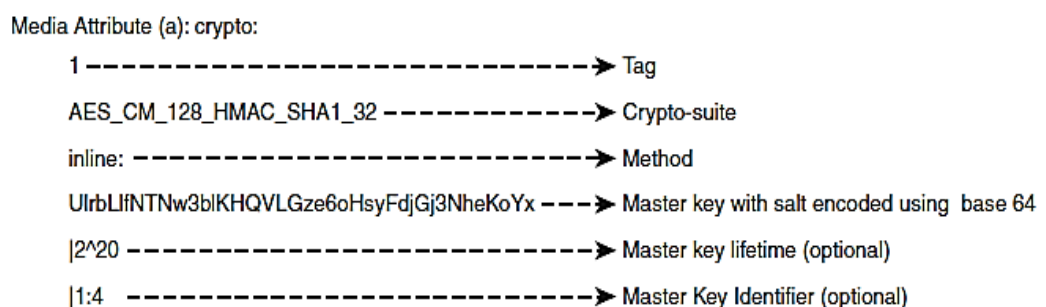 Media Attribute (a): crypto:
1 Tag
AES_CM_128_HMAC_SHA1_32 Crypto-suite
inline: Method
UlrbLlfNTNw3blKHQVLGze6oHsyFdjGj3NheKoYx Master key with salt encoded using base 64
|2^20 Master key lifetime (optional)
|1:4 Master Key Identifier (optional)